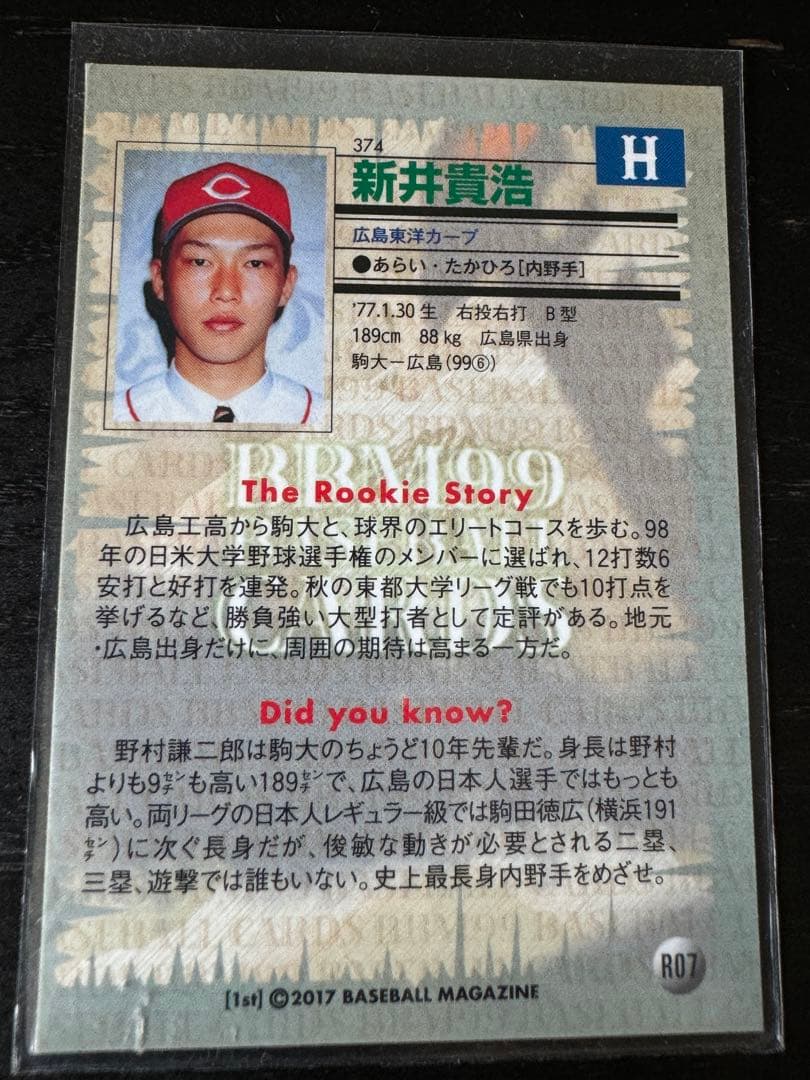 374
H
新井貴浩
広島東洋カープ
●あらい・たかひろ[内野手]
'77.1.30生 右投右打 B型
189cm 88kg 広島県出身
駒大ー広島(99⑥)
BBM99
CARDS
The Rookie Story
広島工高から駒大と、球界のエリートコースを歩む。98
年の日米大学野球選手権のメンバーに選ばれ、12打数6
安打と好打を連発。秋の東都大学リーグ戦でも10打点を
挙げるなど、勝負強い大型打者として定評がある。地元
・広島出身だけに、周囲の期待は高まる一方だ。
Did you know?
野村謙二郎は駒大のちょうど10年先輩だ。身長は野村
よりも9センチも高い189センチで、広島の日本人選手ではもっとも
高い。両リーグの日本人レギュラー級では駒田徳広(横浜191
センチ)に次ぐ長身だが、俊敏な動きが必要とされる二塁、
三塁、遊撃では誰もいない。史上最長身内野手をめざせ。
R07
[1st] ©2017 BASEBALL MAGAZINE